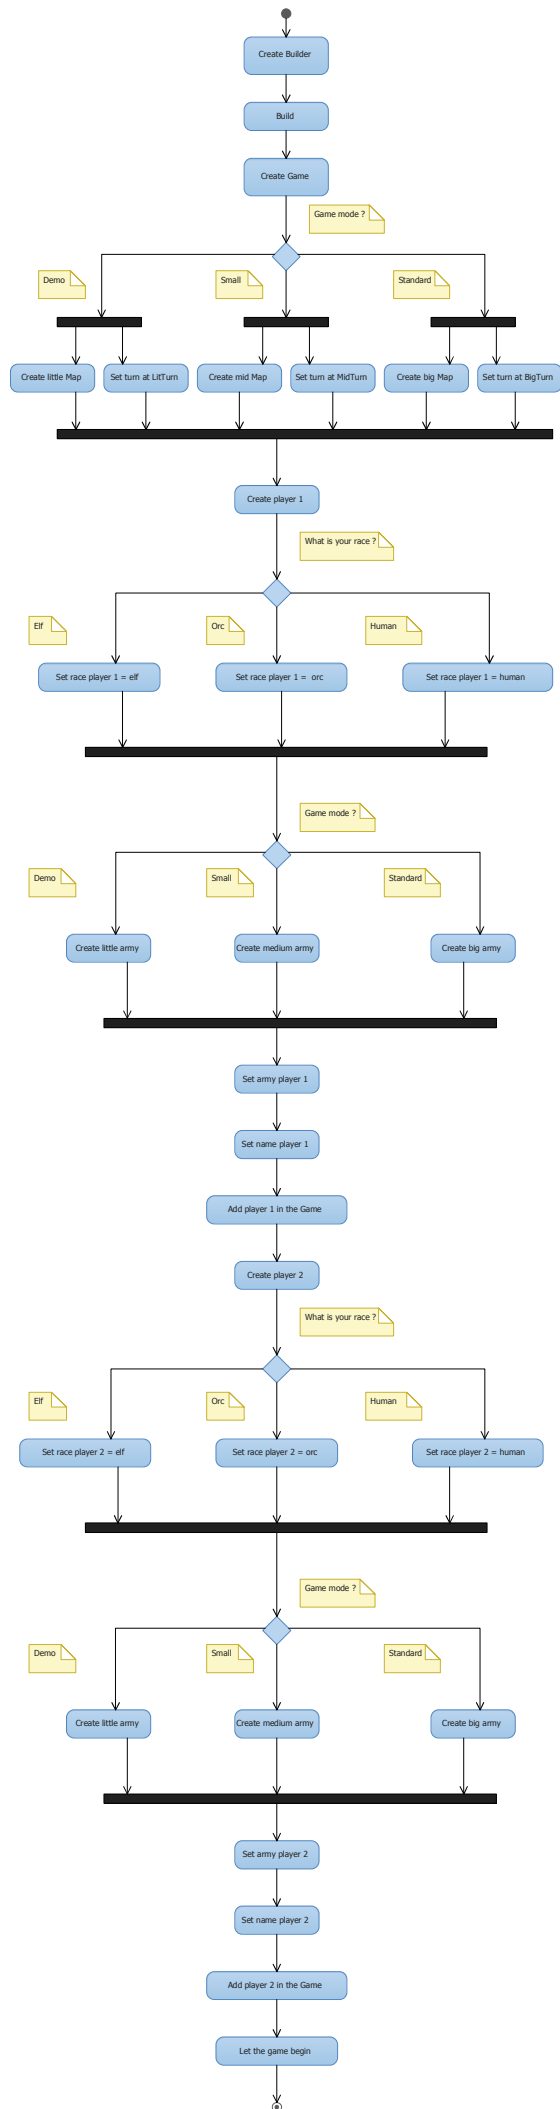 Create Builder
Build
Create Game
Game mode ?
Demo
Small
Standard
Create little Map
Set turn at LitTurn
Create mid Map
Set turn at MidTurn
Create big Map
Set turn at BigTurn
Create player 1
What is your race ?
Elf
Orc
Human
Set race player 1 = elf
Set race player 1 = orc
Set race player 1 = human
Game mode ?
Demo
Small
Standard
Create little army
Create medium army
Create big army
Set army player 1
Set name player 1
Add player 1 in the Game
Create player 2
What is your race ?
Elf
Orc
Human
Set race player 2 = elf
Set race player 2 = orc
Set race player 2 = human
Game mode ?
Demo
Small
Standard
Create little army
Create medium army
Create big army
Set army player 2
Set name player 2
Add player 2 in the Game
Let the game begin